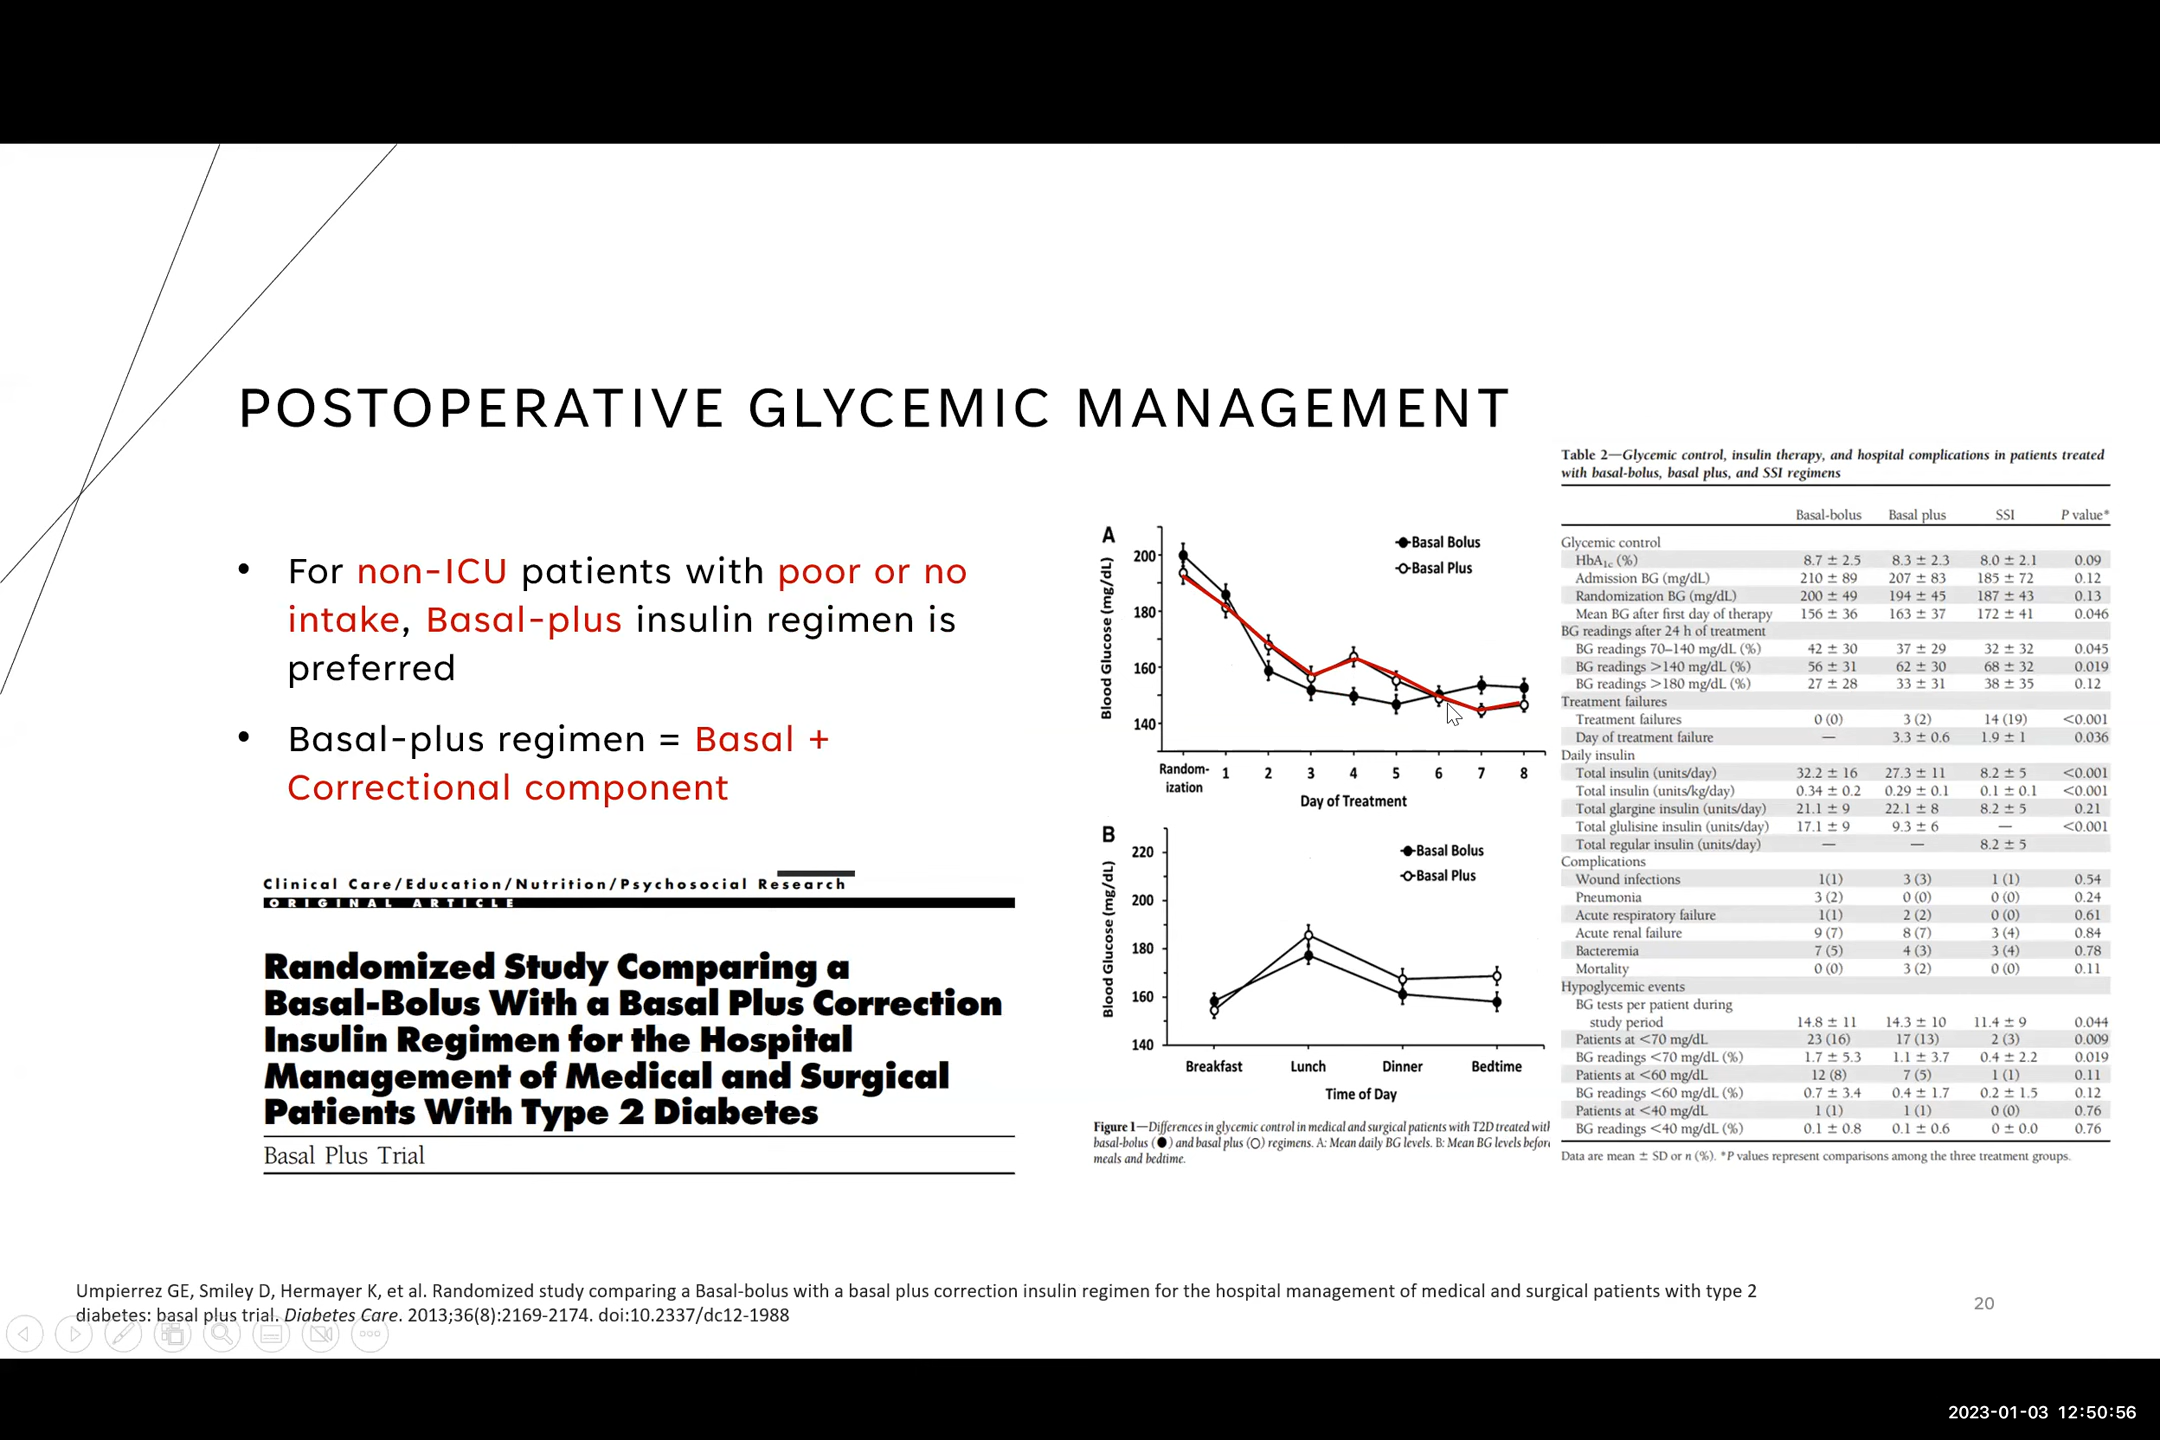 POSTOPERATIVE GLYCEMIC MANAGEMENT
• For non-ICU patients with poor or no
intake, Basal-plus insulin regimen is
preferred
• Basal-plus regimen = Basal +
Correctional component
Clinical Care/Education/Nutrition/Psychosocial Research
ORIGINAL ARTICLE
Randomized Study Comparing a
Basal-Bolus With a Basal Plus Correction
Insulin Regimen for the Hospital
Management of Medical and Surgical
Patients With Type 2 Diabetes
Basal Plus Trial
A
Basal Bolus
Basal Plus
Blood Glucose (mg/dL)
200
180
160
140
Random-
ization
1 2 3 4 5 6 7 8
Day of Treatment
B
Basal Bolus
Basal Plus
Blood Glucose (mg/dL)
220
200
180
160
140
Breakfast Lunch Dinner Bedtime
Time of Day
Figure 1—Differences in glycemic control in medical and surgical patients with T2D treated with
basal-bolus (●) and basal plus (○) regimens. A: Mean daily BG levels. B: Mean BG levels before
meals and bedtime.
Table 2—Glycemic control, insulin therapy, and hospital complications in patients treated
with basal-bolus, basal plus, and SSI regimens
Basal-bolus Basal plus SSI P value*
Glycemic control
HbA1c (%) 8.7 ± 2.5 8.3 ± 2.3 8.0 ± 2.1 0.09
Admission BG (mg/dL) 210 ± 89 207 ± 83 185 ± 72 0.12
Randomization BG (mg/dL) 200 ± 49 194 ± 45 187 ± 43 0.13
Mean BG after first day of therapy 156 ± 36 163 ± 37 172 ± 41 0.046
BG readings after 24 h of treatment
BG readings 70–140 mg/dL (%) 42 ± 30 37 ± 29 32 ± 32 0.045
BG readings >140 mg/dL (%) 56 ± 31 62 ± 30 68 ± 32 0.019
BG readings >180 mg/dL (%) 27 ± 28 33 ± 31 38 ± 35 0.12
Treatment failures
Treatment failures 0 (0) 3 (2) 14 (19) <0.001
Day of treatment failure — 3.3 ± 0.6 1.9 ± 1 0.036
Daily insulin
Total insulin (units/day) 32.2 ± 16 27.3 ± 11 8.2 ± 5 <0.001
Total insulin (units/kg/day) 0.34 ± 0.2 0.29 ± 0.1 0.1 ± 0.1 <0.001
Total glargine insulin (units/day) 21.1 ± 9 22.1 ± 8 8.2 ± 5 0.21
Total glulisine insulin (units/day) 17.1 ± 9 9.3 ± 6 — <0.001
Total regular insulin (units/day) — — 8.2 ± 5
Complications
Wound infections 1(1) 3 (3) 1 (1) 0.54
Pneumonia 3 (2) 0 (0) 0 (0) 0.24
Acute respiratory failure 1(1) 2 (2) 0 (0) 0.61
Acute renal failure 9 (7) 8 (7) 3 (4) 0.84
Bacteremia 7 (5) 4 (3) 3 (4) 0.78
Mortality 0 (0) 3 (2) 0 (0) 0.11
Hypoglycemic events
BG tests per patient during
study period 14.8 ± 11 14.3 ± 10 11.4 ± 9 0.044
Patients at <70 mg/dL 23 (16) 17 (13) 2 (3) 0.009
BG readings <70 mg/dL (%) 1.7 ± 5.3 1.1 ± 3.7 0.4 ± 2.2 0.019
Patients at <60 mg/dL 12 (8) 7 (5) 1 (1) 0.11
BG readings <60 mg/dL (%) 0.7 ± 3.4 0.4 ± 1.7 0.2 ± 1.5 0.12
Patients at <40 mg/dL 1 (1) 1 (1) 0 (0) 0.76
BG readings <40 mg/dL (%) 0.1 ± 0.8 0.1 ± 0.6 0 ± 0.0 0.76
Data are mean ± SD or n (%). *P values represent comparisons among the three treatment groups.
Umpierrez GE, Smiley D, Hermayer K, et al. Randomized study comparing a Basal-bolus with a basal plus correction insulin regimen for the hospital management of medical and surgical patients with type 2
diabetes: basal plus trial. Diabetes Care. 2013;36(8):2169-2174. doi:10.2337/dc12-1988
20
2023-01-03 12:50:56